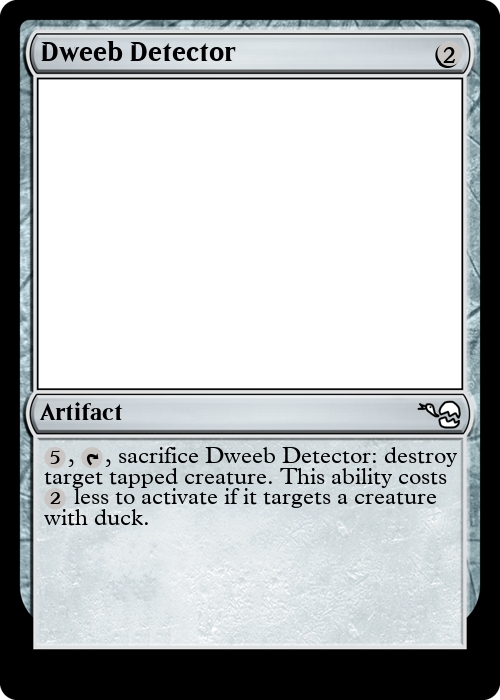 Dweeb Detector 2
Artifact
5, , sacrifice Dweeb Detector: destroy
target tapped creature. This ability costs
2 less to activate if it targets a creature
with duck.